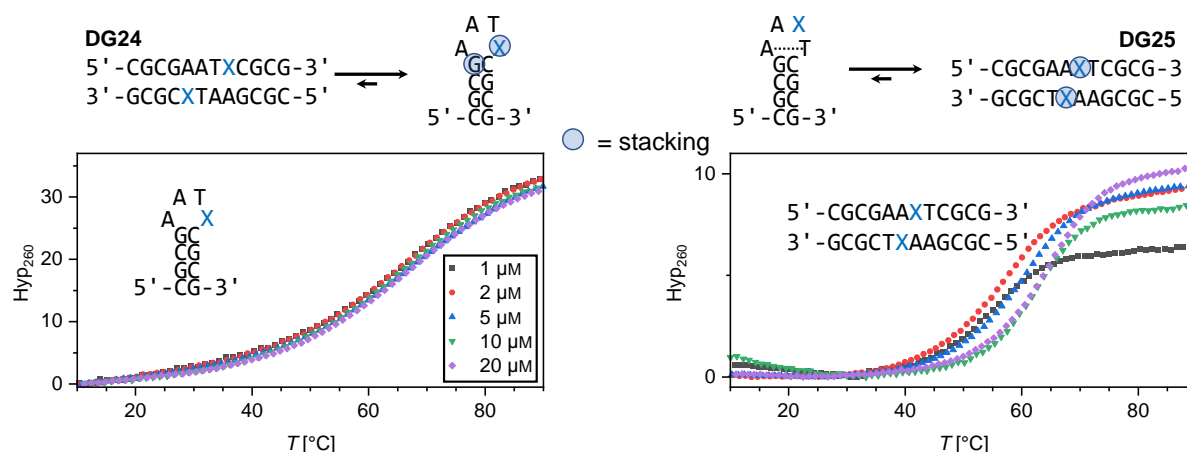 DG24
5'-CGCGAATXCGCG-3'
3'-GCGCXTAAGCGC-5'
A T
A X
GC
CG
GC
5'-CG-3'
= stacking
A X
A T
GC
CG
GC
5'-CG-3'
DG25
5'-CGCGAAXTCGCG-3
3'-GCGCTXAAGCGC-5
Hyp260
30
20
10
0
A T
A X
GC
CG
GC
5'-CG-3'
1 µM
2 µM
5 µM
10 µM
20 µM
20 40 60 80
T [°C]
Hyp260
10
5
0
5'-CGCGAAXTCGCG-3'
3'-GCGCTXAAGCGC-5'
20 40 60 80
T [°C]